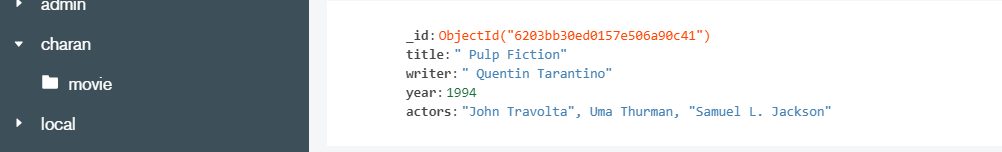 admin
charan
movie
local
_id: ObjectId("6203bb30ed0157e506a90c41")
title: " Pulp Fiction"
writer: " Quentin Tarantino"
year: 1994
actors: "John Travolta", Uma Thurman, "Samuel L. Jackson"